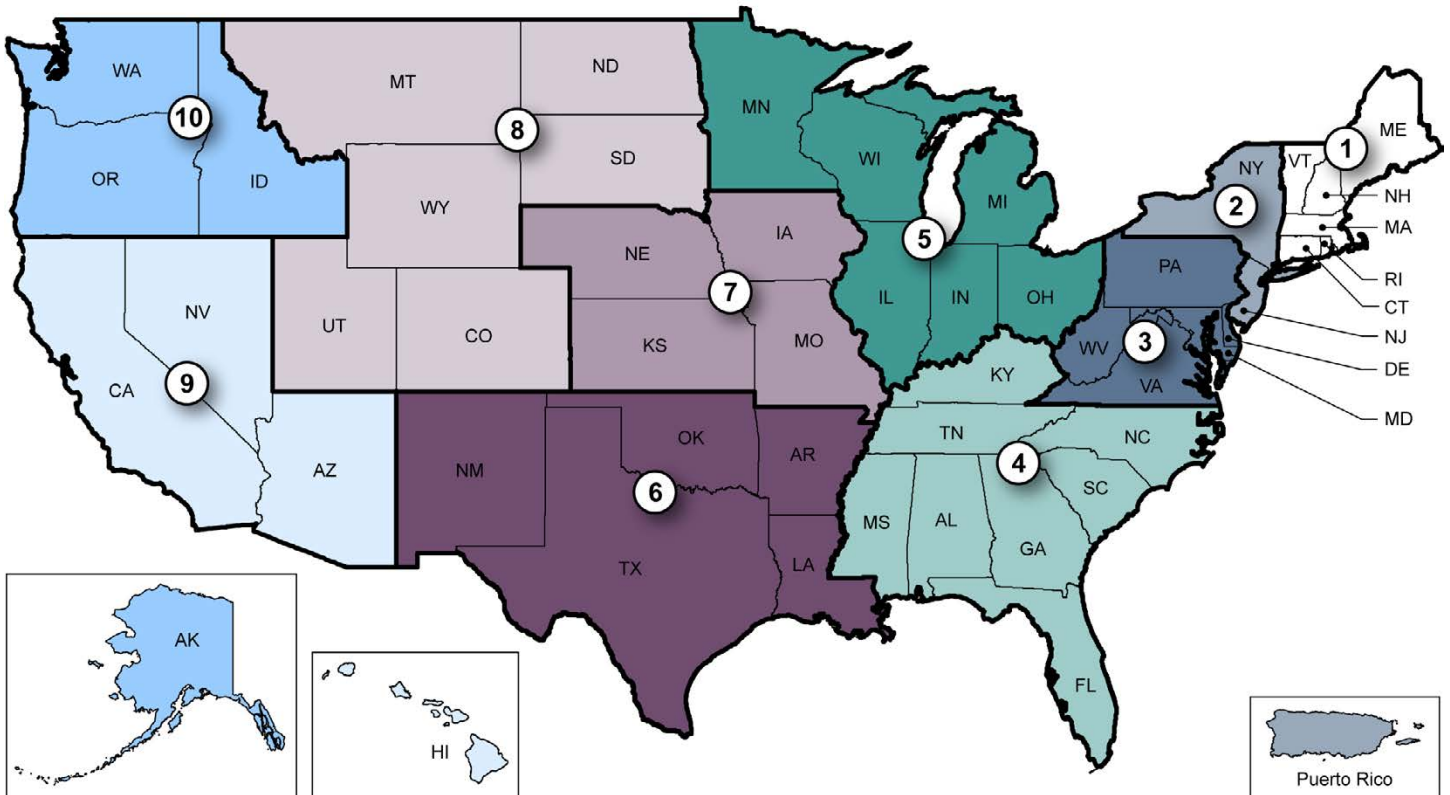 WA
MT
ND
MN
ME
10
8
1
VT
NY
WI
SD
OR
ID
MI
NH
WY
2
MA
5
IA
NE
PA
RI
7
IL
IN
OH
CT
NV
UT
CO
NJ
KS
MO
WV
3
DE
KY
CA
9
VA
MD
OK
TN
NC
AR
4
AZ
NM
6
SC
MS
AL
GA
TX
LA
AK
FL
HI
Puerto Rico